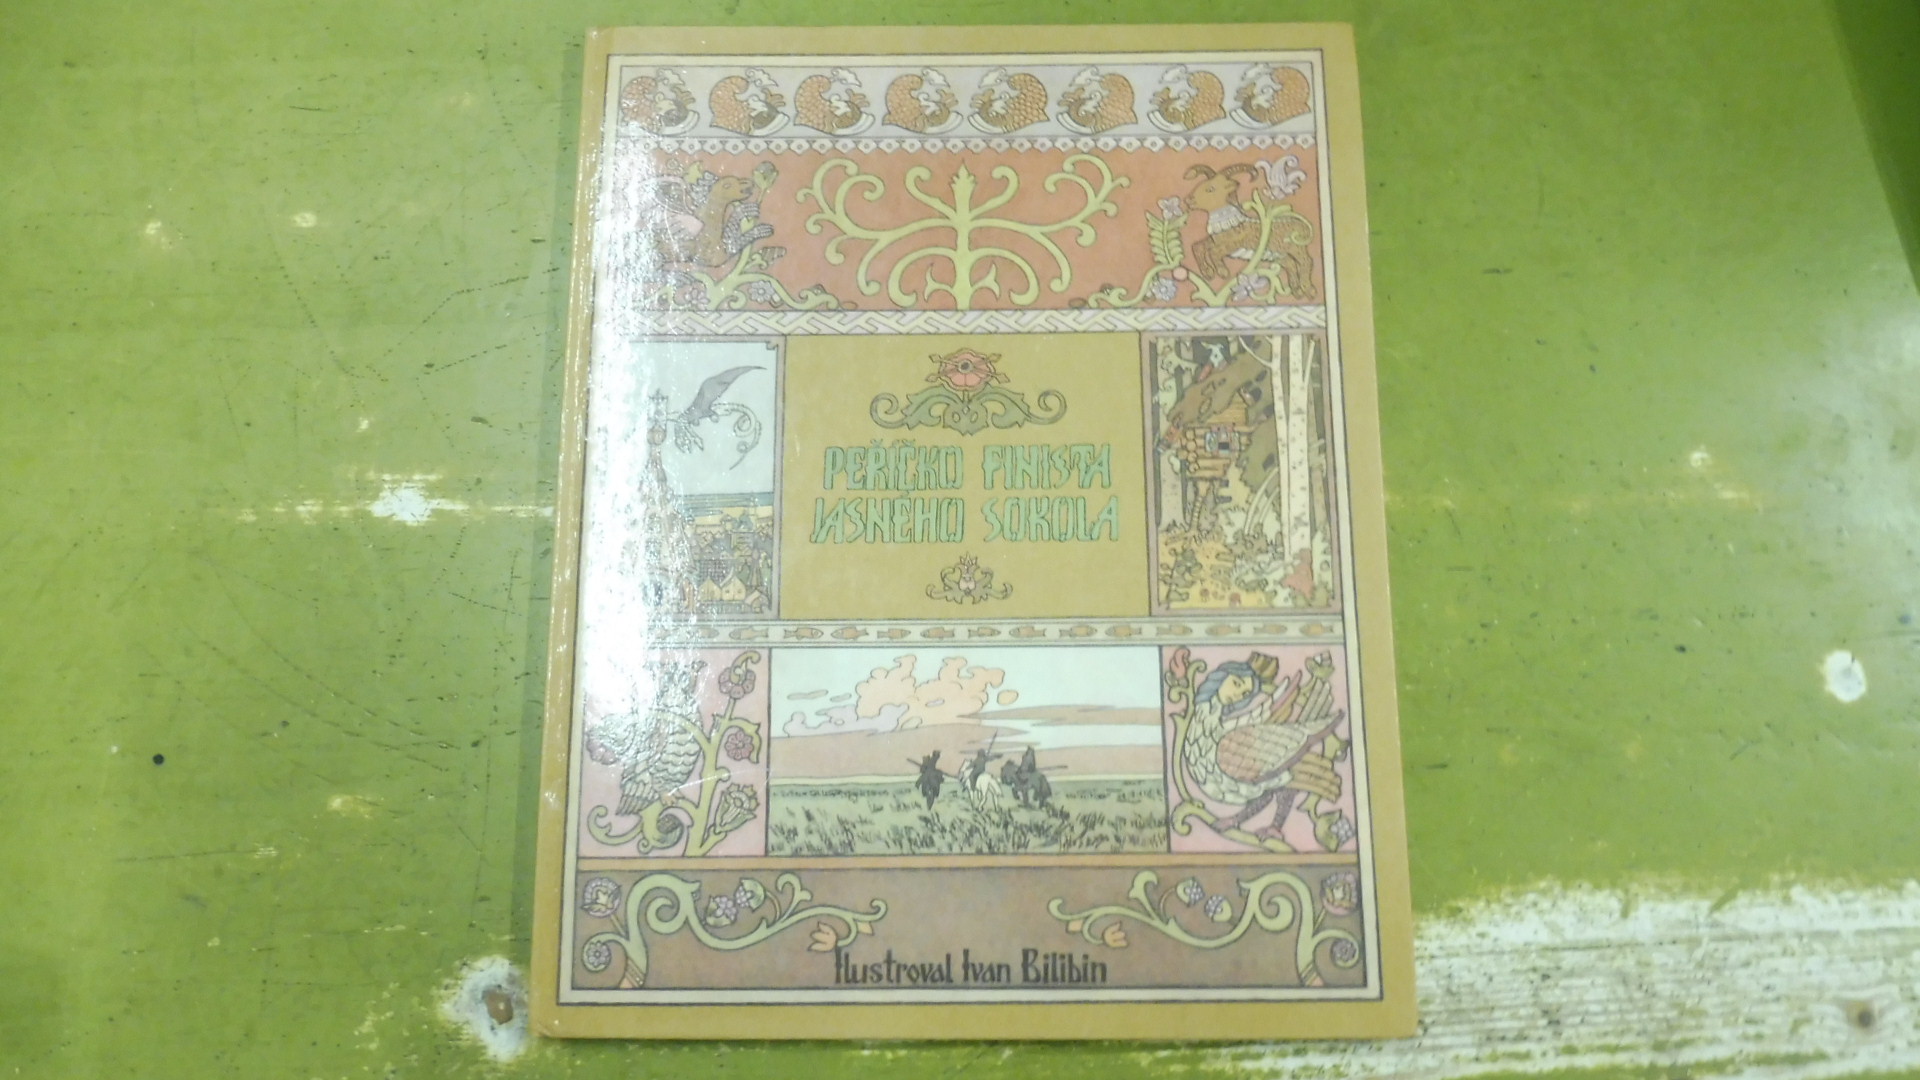 PEŘÍČKO FINISTA
JASNÉHO SOKOLA
Ilustroval Ivan Bilibin